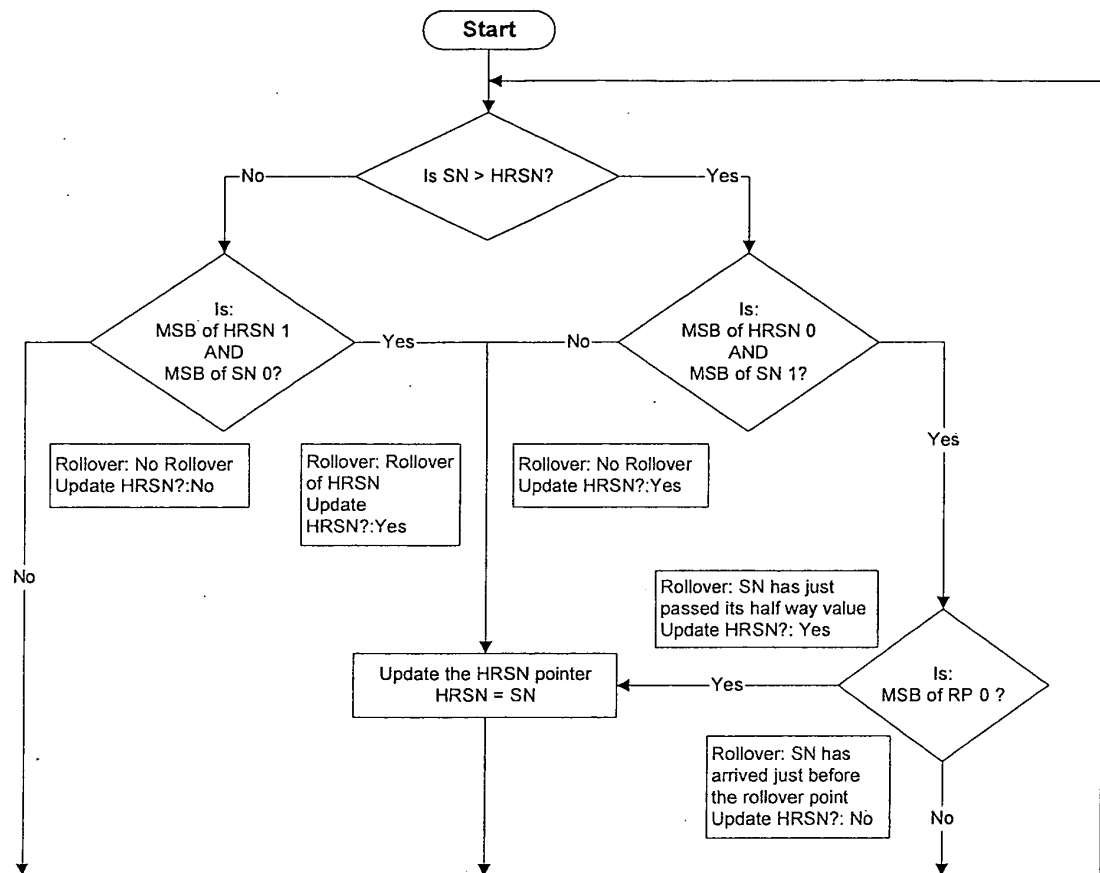 Start
Is SN > HRSN?
No
Yes
Is:
MSB of HRSN 1
AND
MSB of SN 0?
Yes
No
Is:
MSB of HRSN 0
AND
MSB of SN 1?
Yes
Rollover: No Rollover
Update HRSN?:No
Rollover: Rollover
of HRSN
Update
HRSN?:Yes
Rollover: No Rollover
Update HRSN?:Yes
No
Rollover: SN has just
passed its half way value
Update HRSN?: Yes
Update the HRSN pointer
HRSN = SN
Yes
Is:
MSB of RP 0 ?
Rollover: SN has
arrived just before
the rollover point
Update HRSN?: No
No